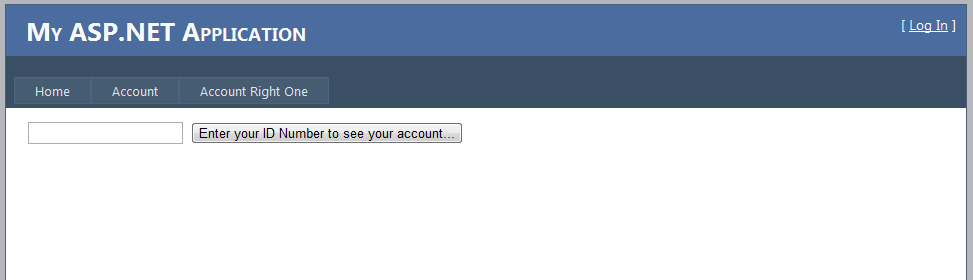 My ASP.NET Application
[ Log In ]
Home Account Account Right One
Enter your ID Number to see your account...